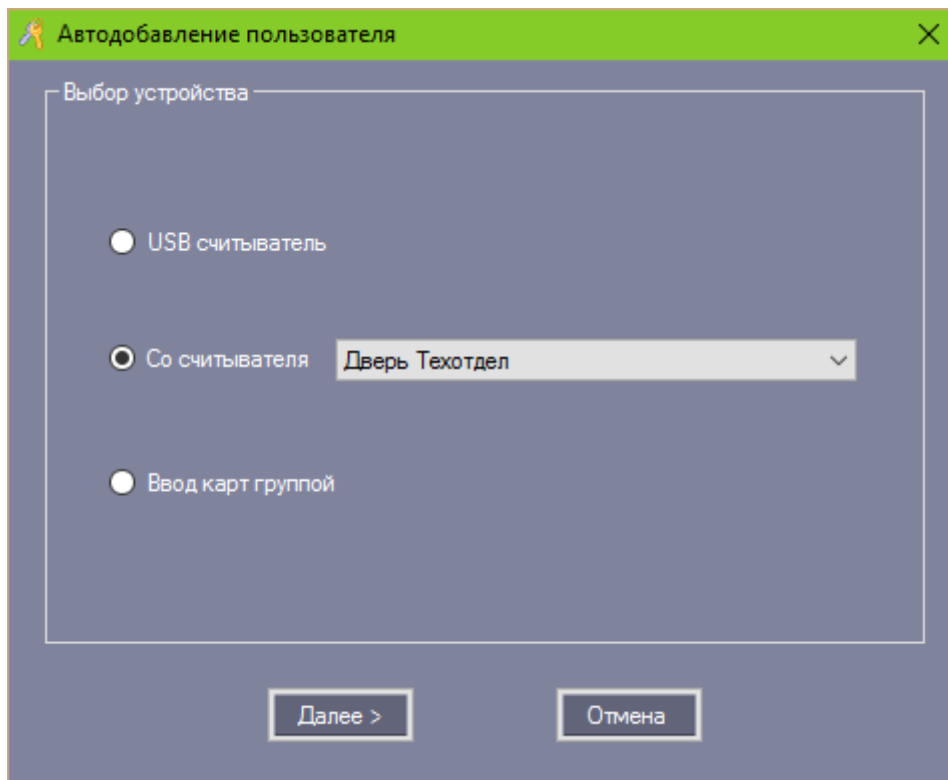 Автодобавление пользователя
Выбор устройства
USB считыватель
Со считывателя Дверь Техотдел
Ввод карт группой
Далее > Отмена